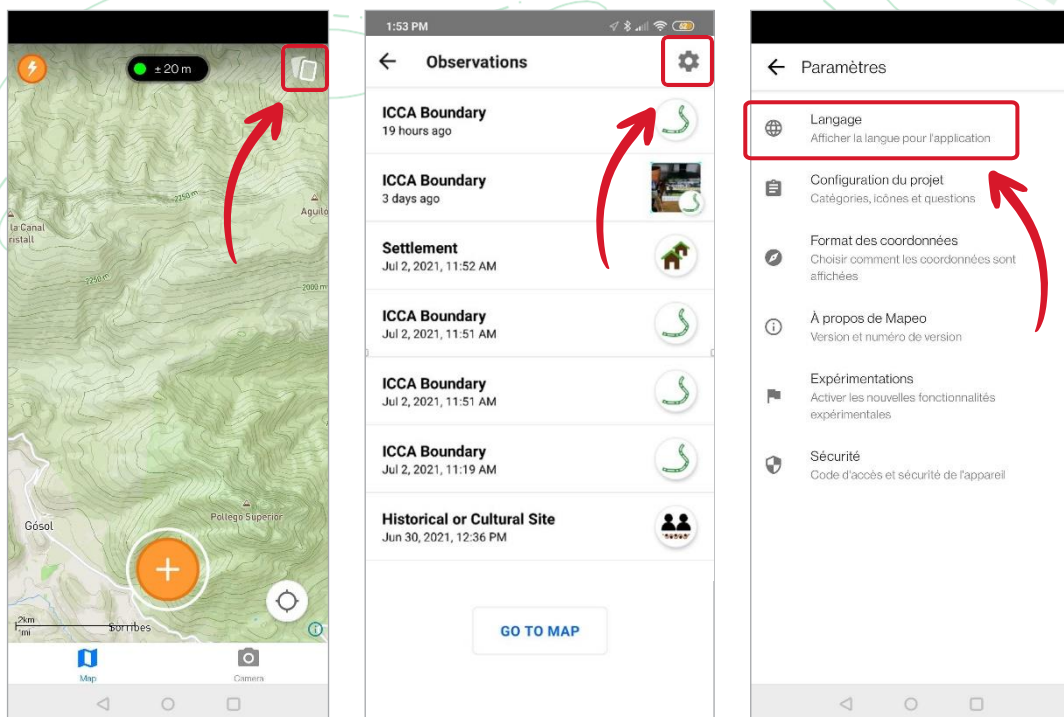 ± 20 m
2250 m
Aguilo
la Canal
ristall
2250 m
2000 m
Gósol
Pollego Superior
2km
mi
Sorribes
Map
Camera
1:53 PM
62
Observations
ICCA Boundary
19 hours ago
ICCA Boundary
3 days ago
Settlement
Jul 2, 2021, 11:52 AM
ICCA Boundary
Jul 2, 2021, 11:51 AM
ICCA Boundary
Jul 2, 2021, 11:51 AM
ICCA Boundary
Jul 2, 2021, 11:19 AM
Historical or Cultural Site
Jun 30, 2021, 12:36 PM
GO TO MAP
Paramètres
Langage
Afficher la langue pour l'application
Configuration du projet
Catégories, icônes et questions
Format des coordonnées
Choisir comment les coordonnées sont
affichées
À propos de Mapeo
Version et numéro de version
Expérimentations
Activer les nouvelles fonctionnalités
expérimentales
Sécurité
Code d'accès et sécurité de l'appareil